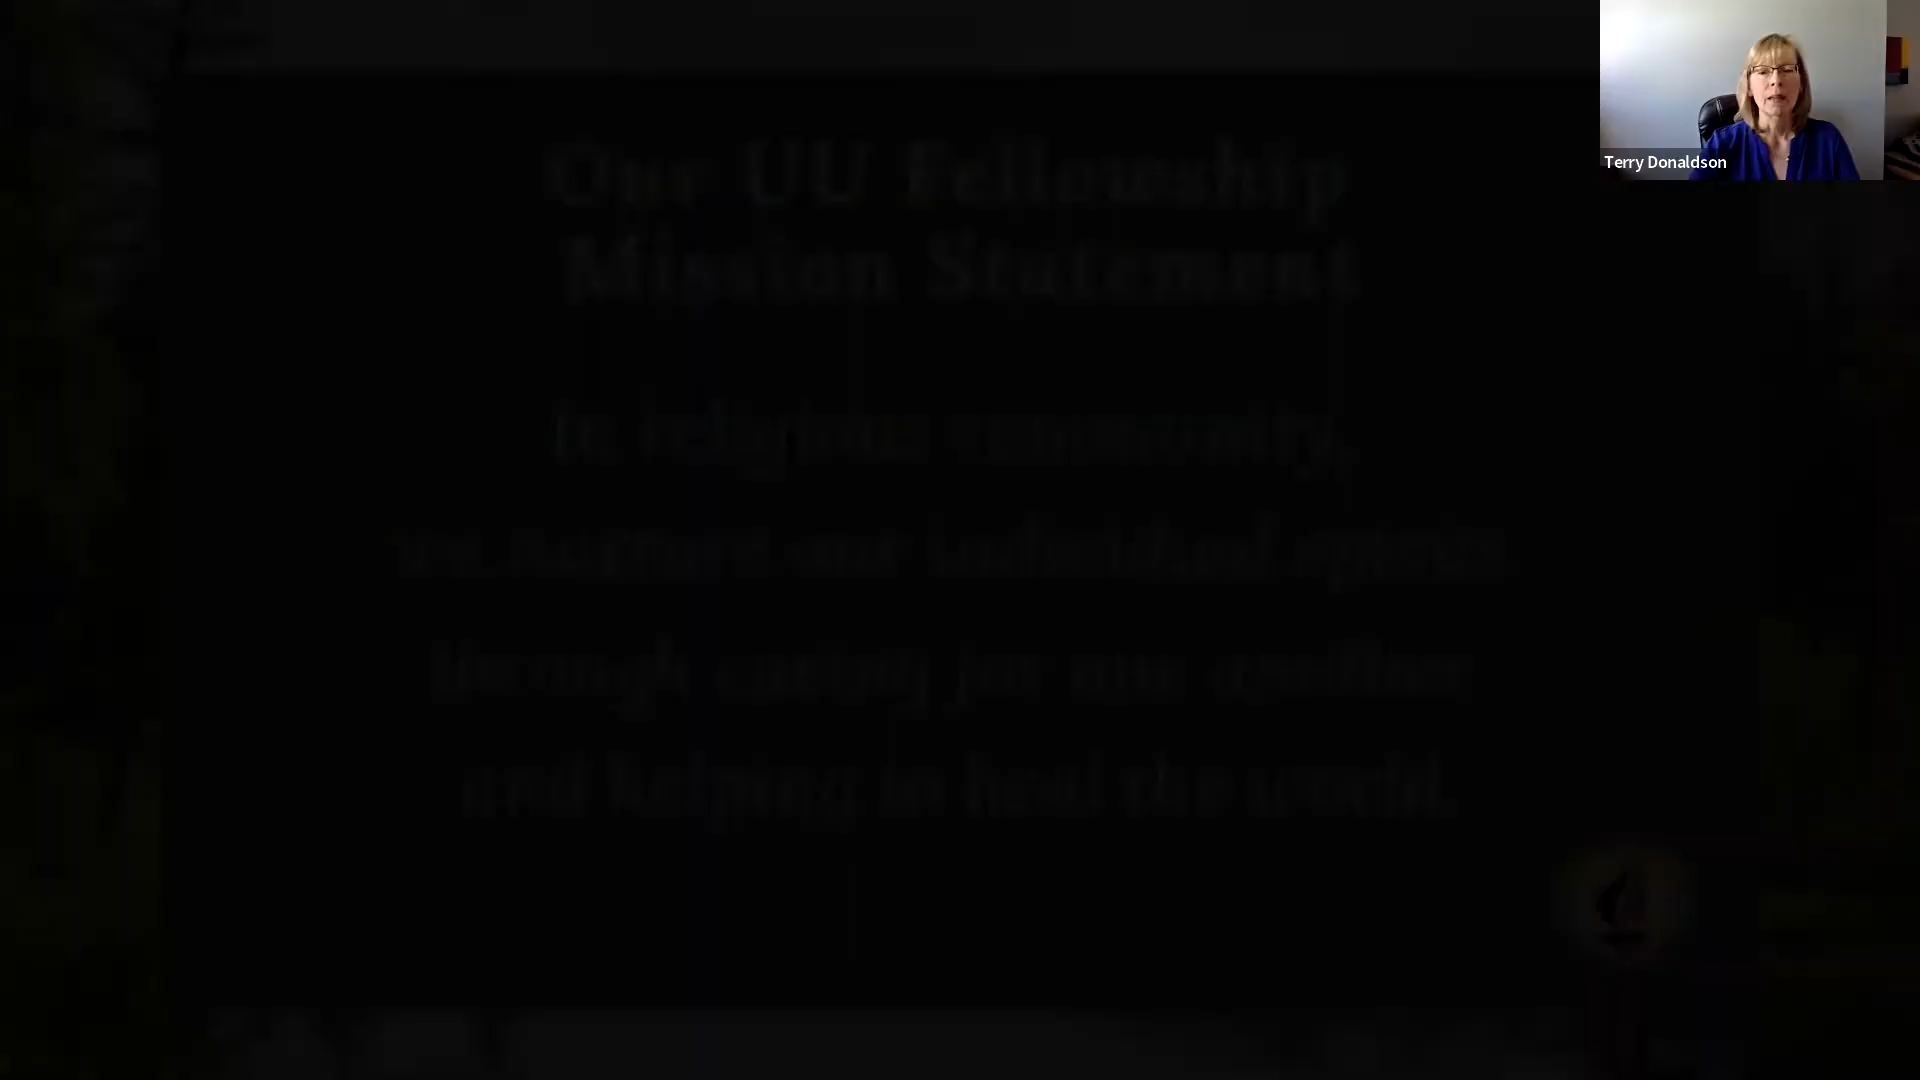 Terry Donaldson
Our UU Fellowship
Mission Statement
In religious community,
we nurture our individual spirits
through caring for one another
and helping to heal the world.